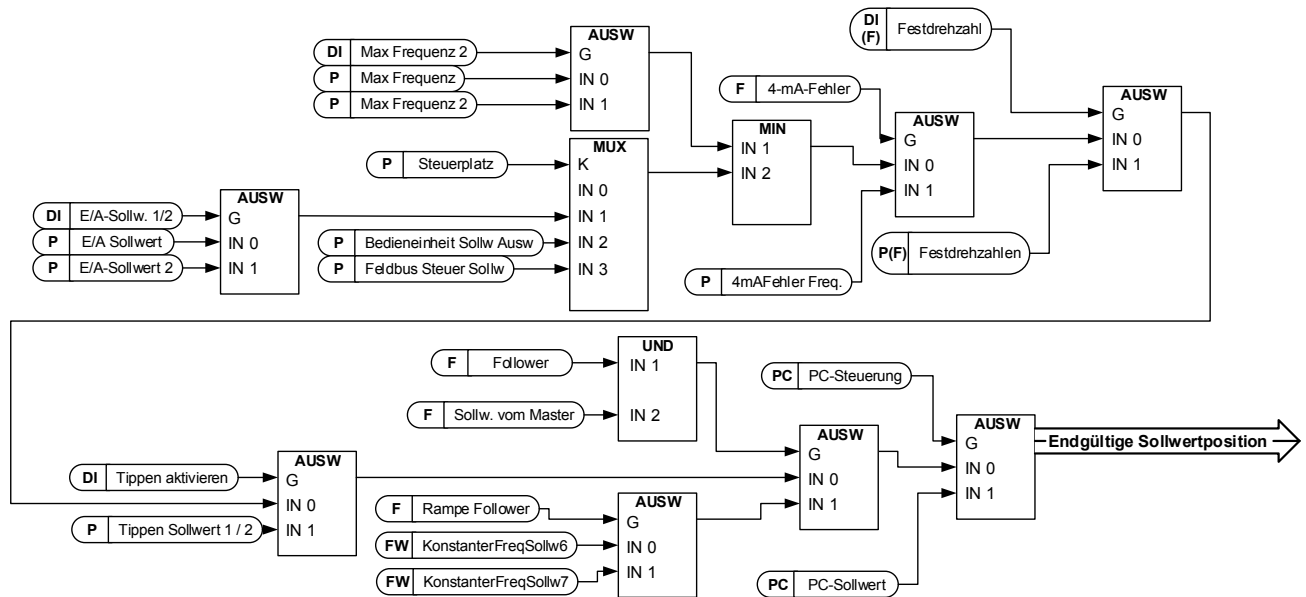 DI Max Frequenz 2
P Max Frequenz
P Max Frequenz 2
AUSW
G
IN 0
IN 1
DI
(F) Festdrehzahl
F 4-mA-Fehler
AUSW
G
IN 0
IN 1
P Steuerplatz
MUX
K
IN 0
IN 1
IN 2
IN 3
MIN
IN 1
IN 2
AUSW
G
IN 0
IN 1
DI E/A-Sollw. 1/2
P E/A Sollwert
P E/A-Sollwert 2
AUSW
G
IN 0
IN 1
P Bedieneinheit Sollw Ausw
P Feldbus Steuer Sollw
P 4mAFehler Freq.
P(F) Festdrehzahlen
F Follower
F Sollw. vom Master
UND
IN 1
IN 2
PC PC-Steuerung
DI Tippen aktivieren
P Tippen Sollwert 1 / 2
AUSW
G
IN 0
IN 1
F Rampe Follower
FW KonstanterFreqSollw6
FW KonstanterFreqSollw7
AUSW
G
IN 0
IN 1
AUSW
G
IN 0
IN 1
AUSW
G
IN 0
IN 1
Endgültige Sollwertposition
PC PC-Sollwert